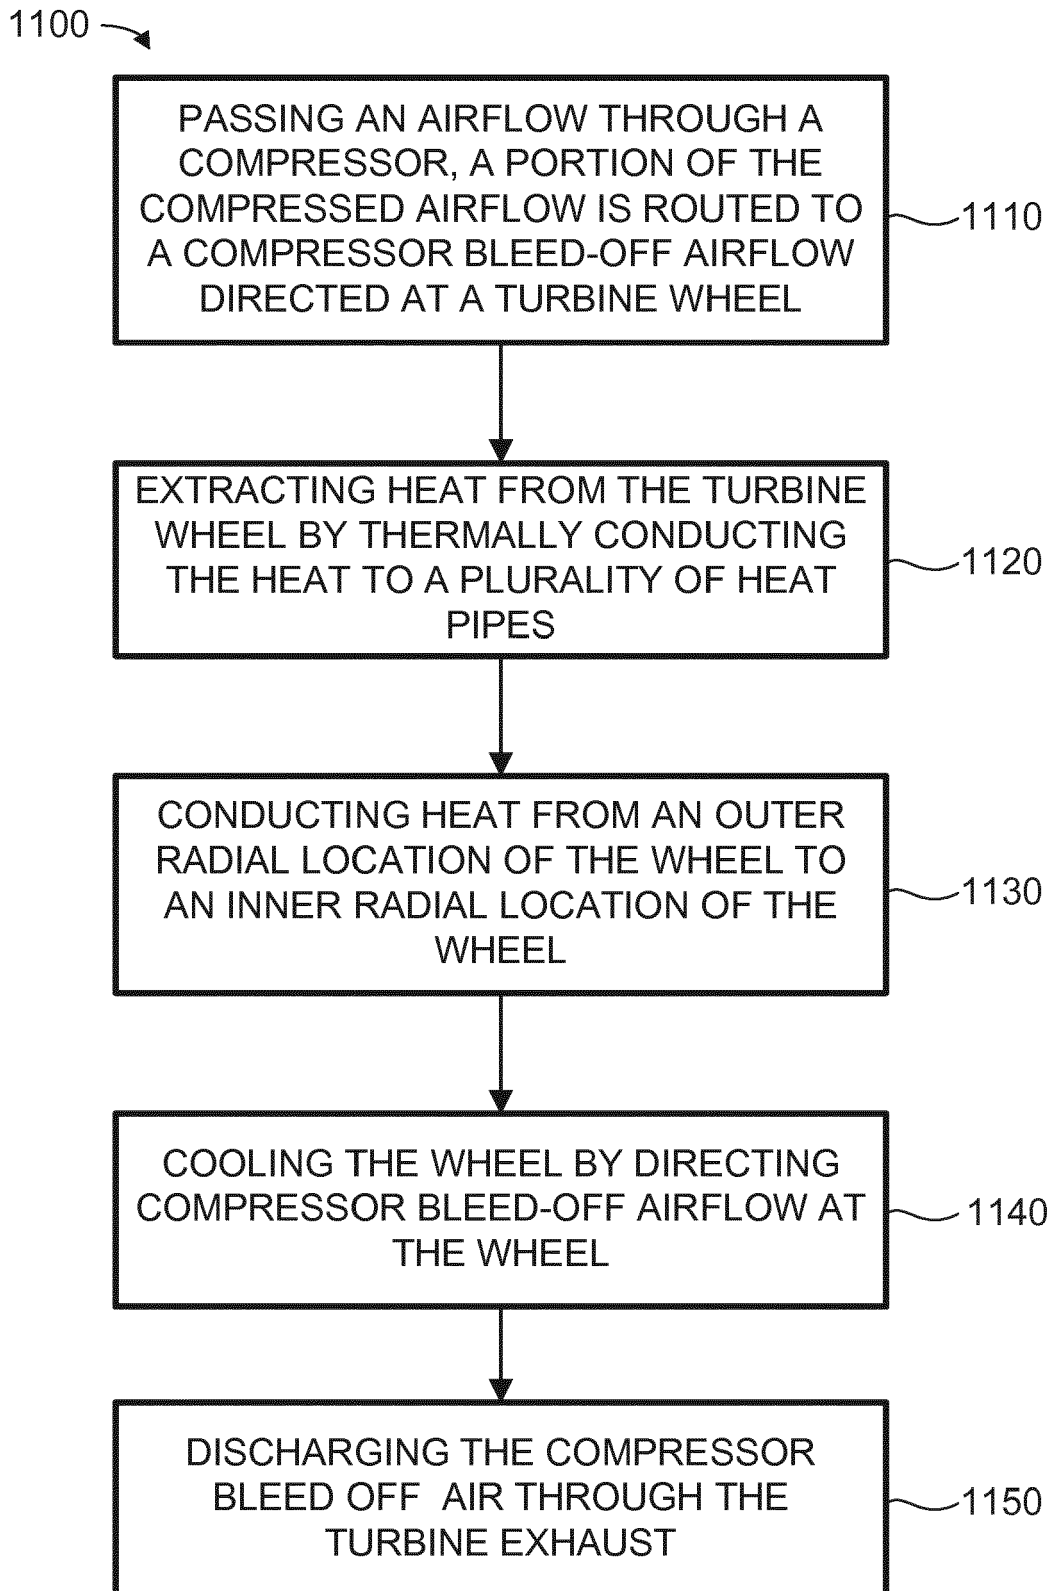 1100
PASSING AN AIRFLOW THROUGH A
COMPRESSOR, A PORTION OF THE
COMPRESSED AIRFLOW IS ROUTED TO
A COMPRESSOR BLEED-OFF AIRFLOW
DIRECTED AT A TURBINE WHEEL
1110
EXTRACTING HEAT FROM THE TURBINE
WHEEL BY THERMALLY CONDUCTING
THE HEAT TO A PLURALITY OF HEAT
PIPES
1120
CONDUCTING HEAT FROM AN OUTER
RADIAL LOCATION OF THE WHEEL TO
AN INNER RADIAL LOCATION OF THE
WHEEL
1130
COOLING THE WHEEL BY DIRECTING
COMPRESSOR BLEED-OFF AIRFLOW AT
THE WHEEL
1140
DISCHARGING THE COMPRESSOR
BLEED OFF  AIR THROUGH THE
TURBINE EXHAUST
1150